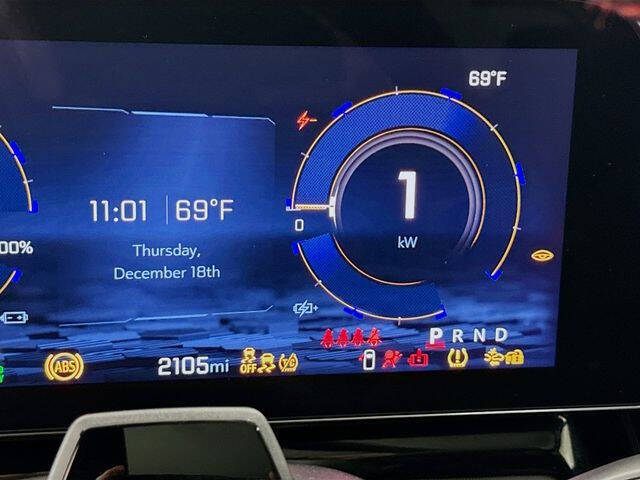 69°F
11:01 69°F
1
0
kW
00%
Thursday,
December 18th
P R N D
ABS
2105mi
OFF